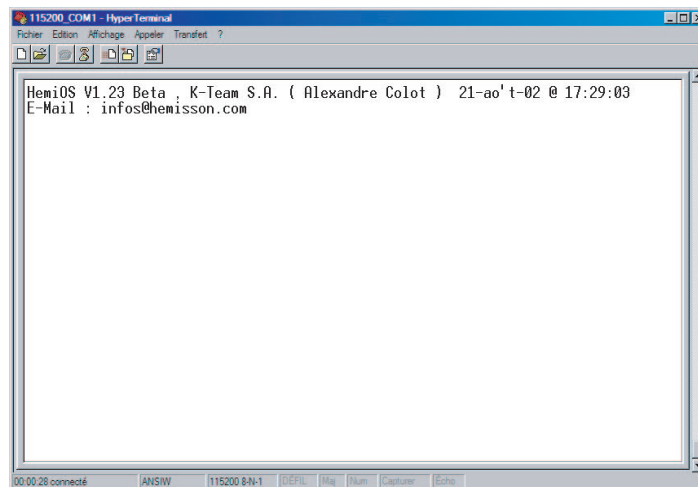 115200_COM1 - HyperTerminal
Fichier Edition Affichage Appeler Transfert ?
HemiOS V1.23 Beta , K-Team S.A. ( Alexandre Colot ) 21-ao't-02 @ 17:29:03
E-Mail : infos@hemisson.com
00:00:28 connecté ANSIW 115200 8-N-1 DÉFIL Maj Num Capturer Écho